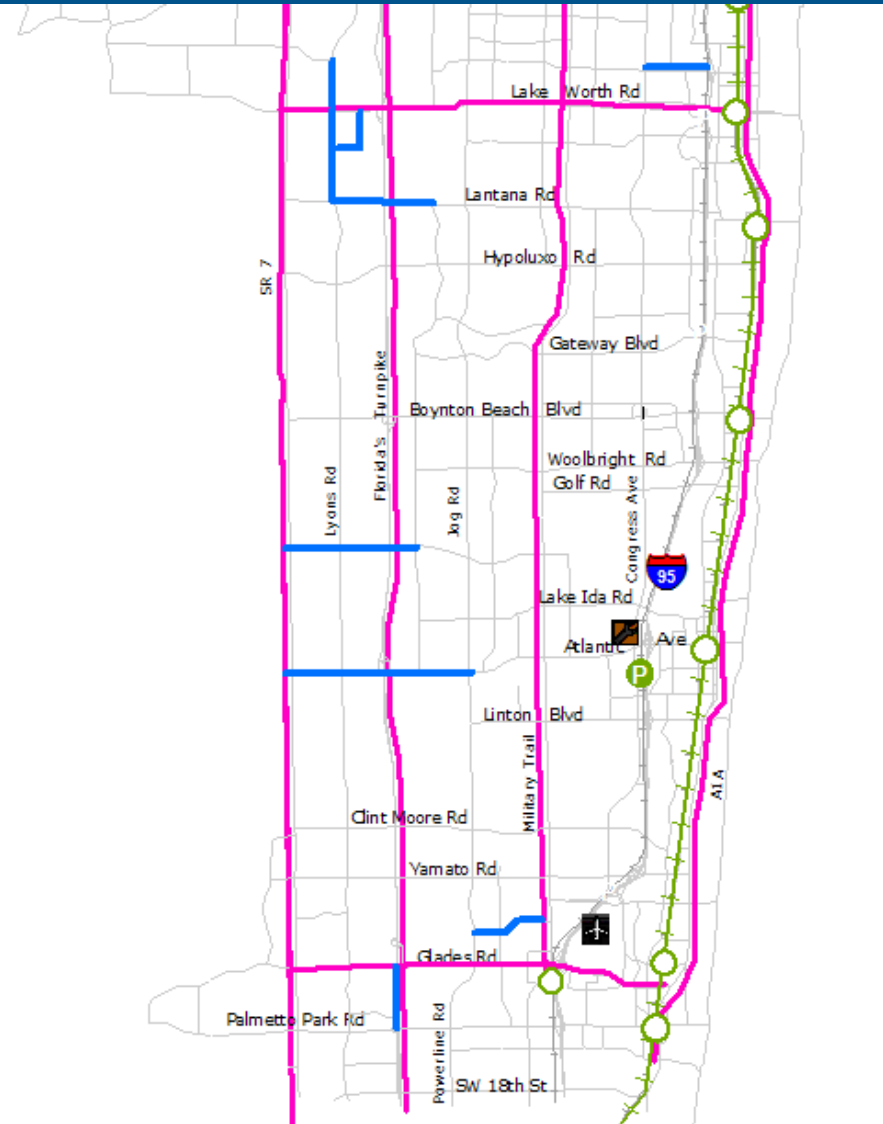 Lake Worth Rd
Lantana Rd
Hypoluxo Rd
SR 7
Gateway Blvd
Florida's Turnpike
Boynton Beach Blvd
Woolbright Rd
Golf Rd
Lyons Rd
Jog Rd
Congress Ave
95
Lake Ida Rd
Atlantic Ave
P
Linton Blvd
Military Trail
A1A
Clint Moore Rd
Yamato Rd
Glades Rd
Palmetto Park Rd
Powerline Rd
SW 18th St